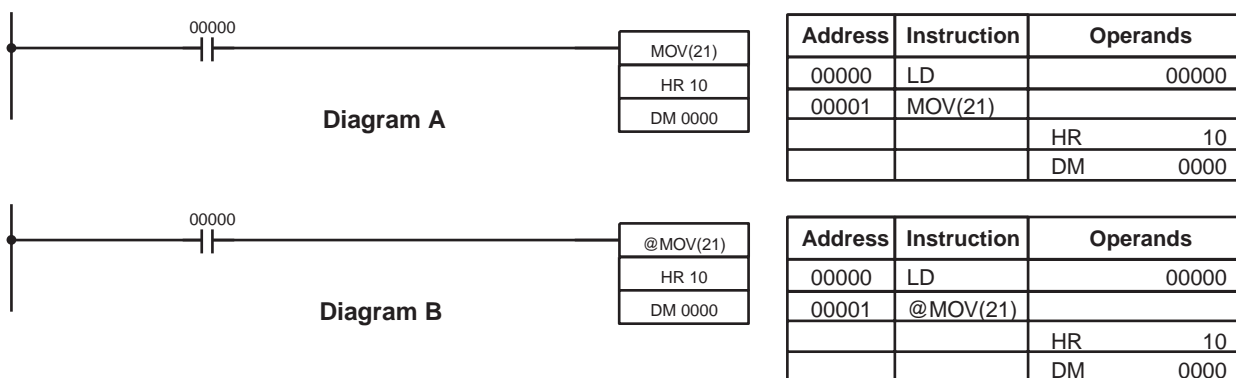 00000
MOV(21)
HR 10
DM 0000
Diagram A
Address Instruction Operands
00000 LD 00000
00001 MOV(21)
HR 10
DM 0000
00000
@MOV(21)
HR 10
DM 0000
Diagram B
Address Instruction Operands
00000 LD 00000
00001 @MOV(21)
HR 10
DM 0000